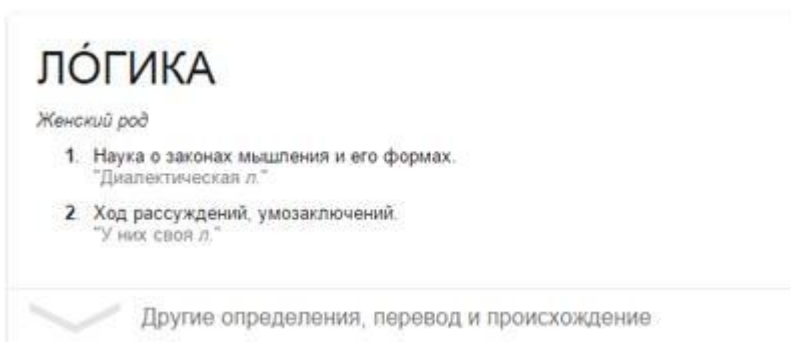 ЛО́ГИКА
Женский род
1. Наука о законах мышления и его формах.
"Диалектическая л."
2. Ход рассуждений, умозаключений.
"У них своя л."
Другие определения, перевод и происхождение